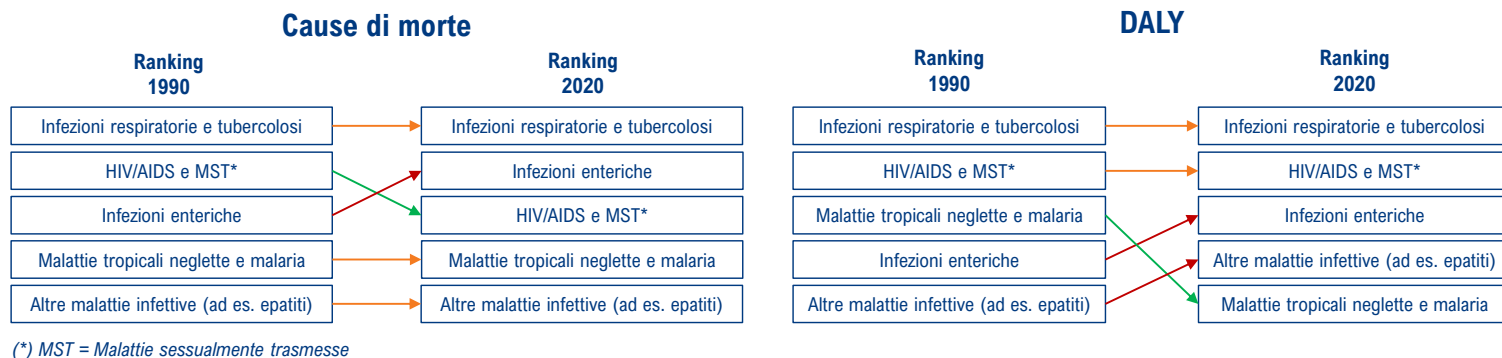 Cause di morte
Ranking
1990
Ranking
2020
Infezioni respiratorie e tubercolosi
Infezioni respiratorie e tubercolosi
HIV/AIDS e MST*
Infezioni enteriche
Infezioni enteriche
HIV/AIDS e MST*
Malattie tropicali neglette e malaria
Malattie tropicali neglette e malaria
Altre malattie infettive (ad es. epatiti)
Altre malattie infettive (ad es. epatiti)
(*) MST = Malattie sessualmente trasmesse
DALY
Ranking
1990
Ranking
2020
Infezioni respiratorie e tubercolosi
Infezioni respiratorie e tubercolosi
HIV/AIDS e MST*
HIV/AIDS e MST*
Malattie tropicali neglette e malaria
Infezioni enteriche
Infezioni enteriche
Altre malattie infettive (ad es. epatiti)
Altre malattie infettive (ad es. epatiti)
Malattie tropicali neglette e malaria